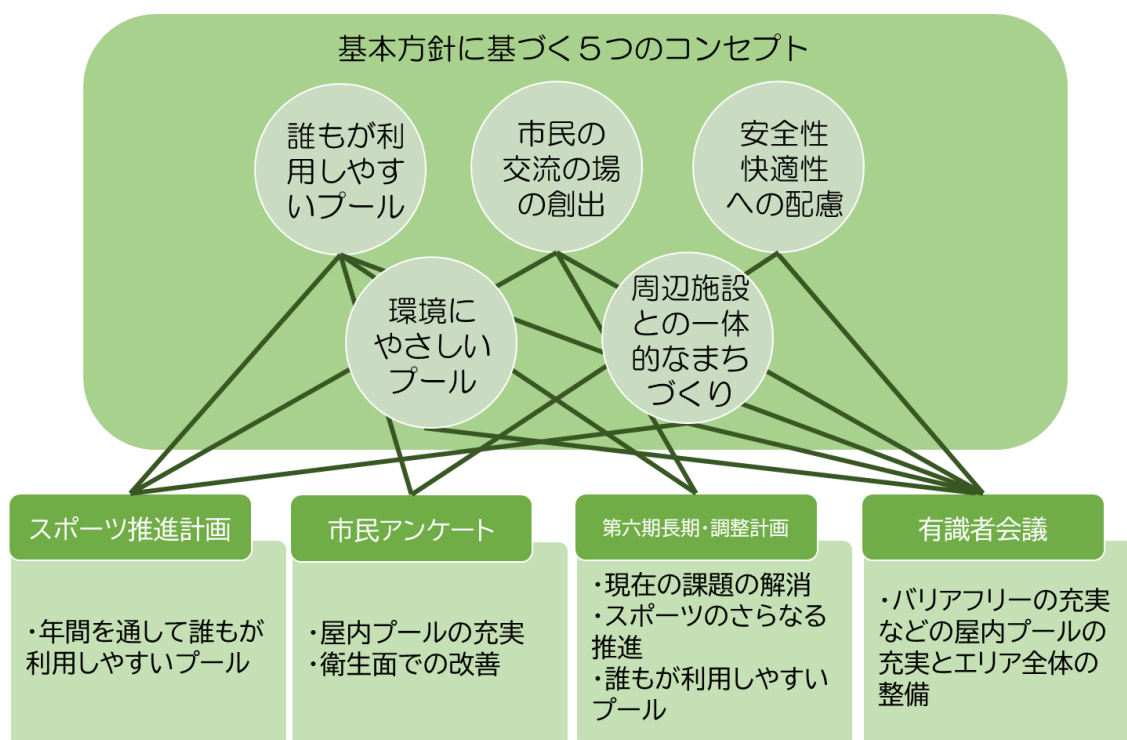 基本方針に基づく５つのコンセプト
誰もが利
用しやす
いプール
市民の
交流の場
の創出
安全性
快適性
への配慮
環境に
やさしい
プール
周辺施設
との一体
的なまち
づくり
スポーツ推進計画
・年間を通して誰もが
利用しやすいプール
市民アンケート
・屋内プールの充実
・衛生面での改善
第六期長期・調整計画
・現在の課題の解消
・スポーツのさらなる
推進
・誰もが利用しやすい
プール
有識者会議
・バリアフリーの充実
などの屋内プールの
充実とエリア全体の
整備